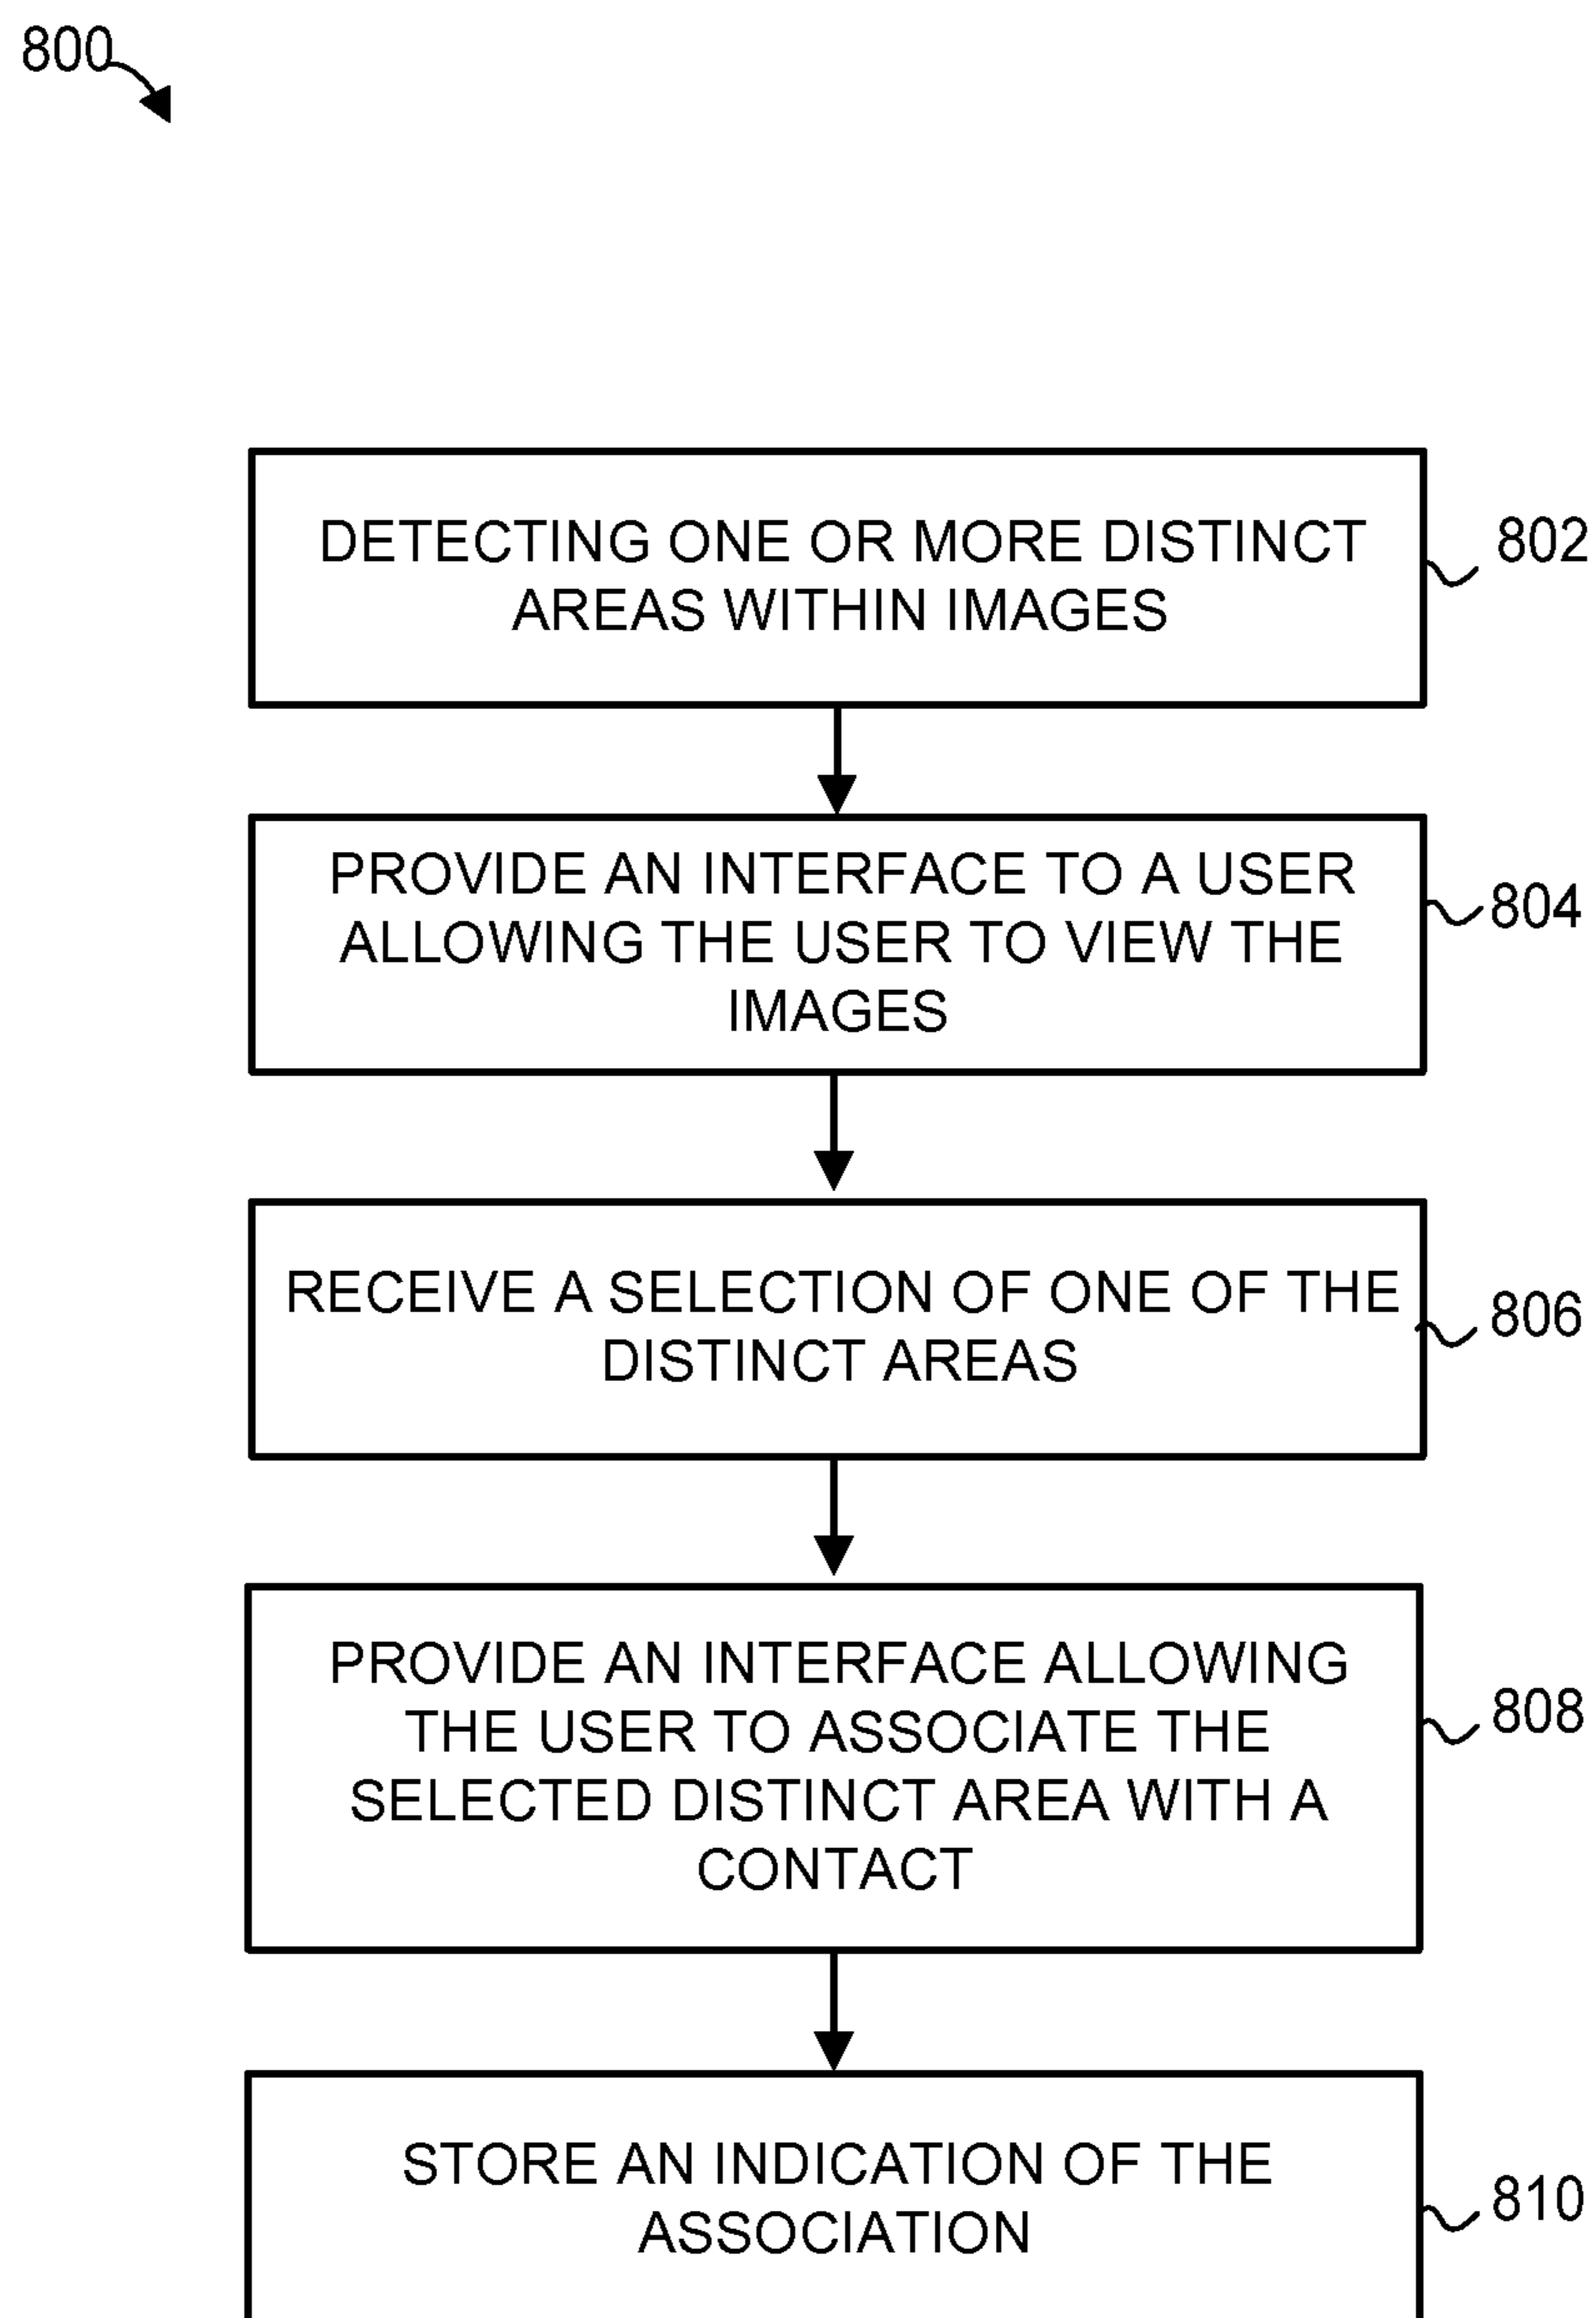 800
DETECTING ONE OR MORE DISTINCT
AREAS WITHIN IMAGES
802
PROVIDE AN INTERFACE TO A USER
ALLOWING THE USER TO VIEW THE
IMAGES
804
RECEIVE A SELECTION OF ONE OF THE
DISTINCT AREAS
806
PROVIDE AN INTERFACE ALLOWING
THE USER TO ASSOCIATE THE
SELECTED DISTINCT AREA WITH A
CONTACT
808
STORE AN INDICATION OF THE
ASSOCIATION
810